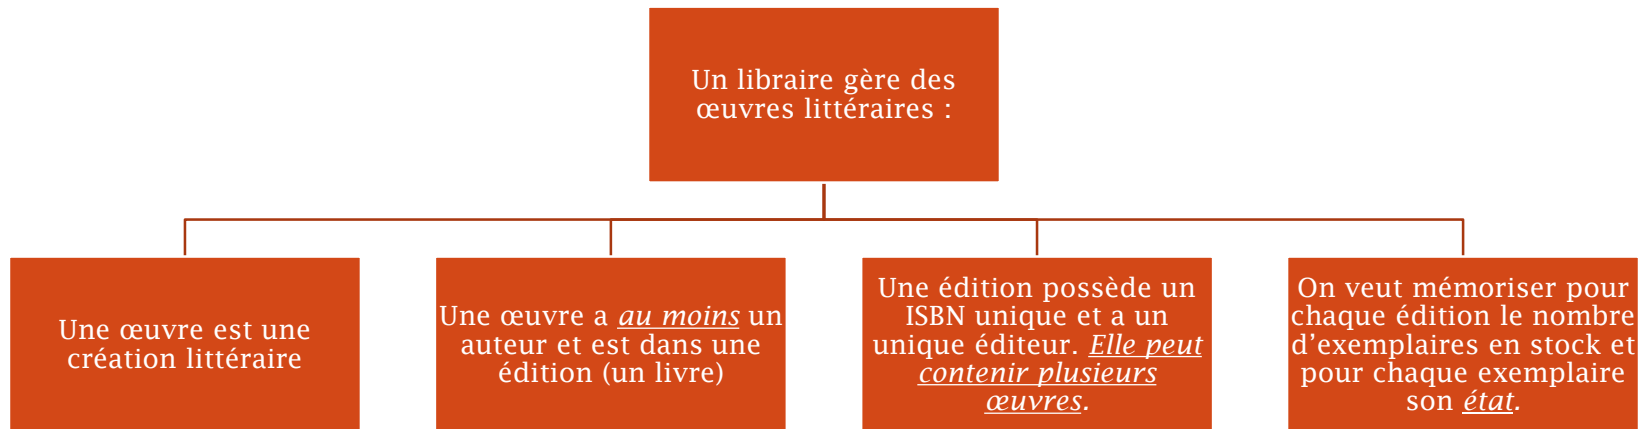 Un libraire gère des
œuvres littéraires :
Une œuvre est une
création littéraire
Une œuvre a au moins un
auteur et est dans une
édition (un livre)
Une édition possède un
ISBN unique et a un
unique éditeur. Elle peut
contenir plusieurs
œuvres.
On veut mémoriser pour
chaque édition le nombre
d’exemplaires en stock et
pour chaque exemplaire
son état.